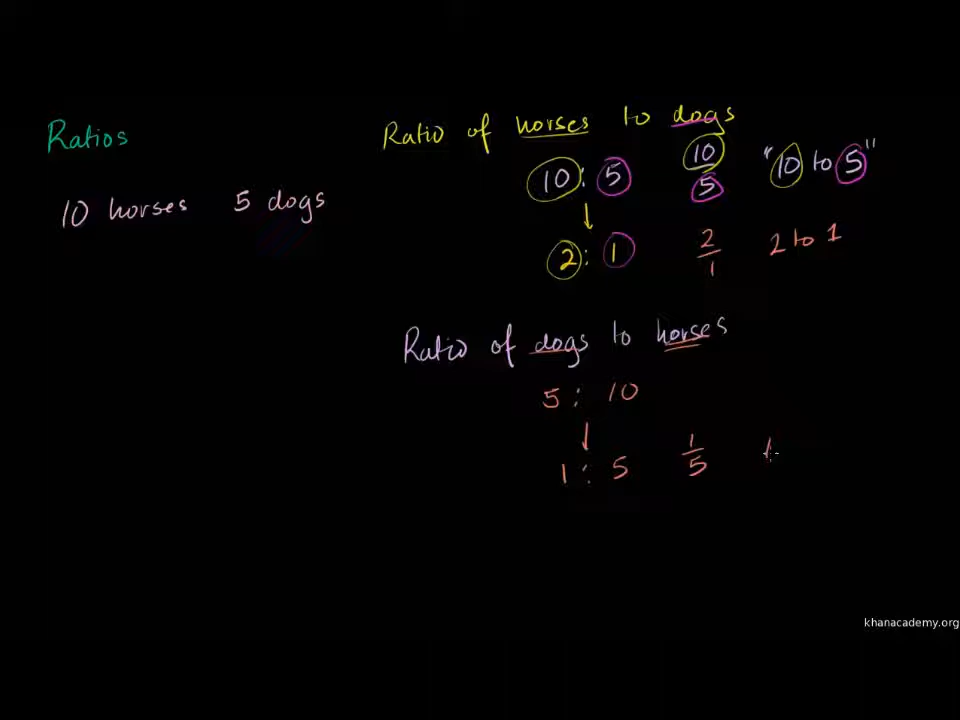 Ratios
10 horses 5 dogs
Ratio of horses to dogs
10 : 5 10/5 "10 to 5"
2 : 1 2/1 2 to 1
Ratio of dogs to horses
5 : 10
1 : 5 1/5
khanacademy.org